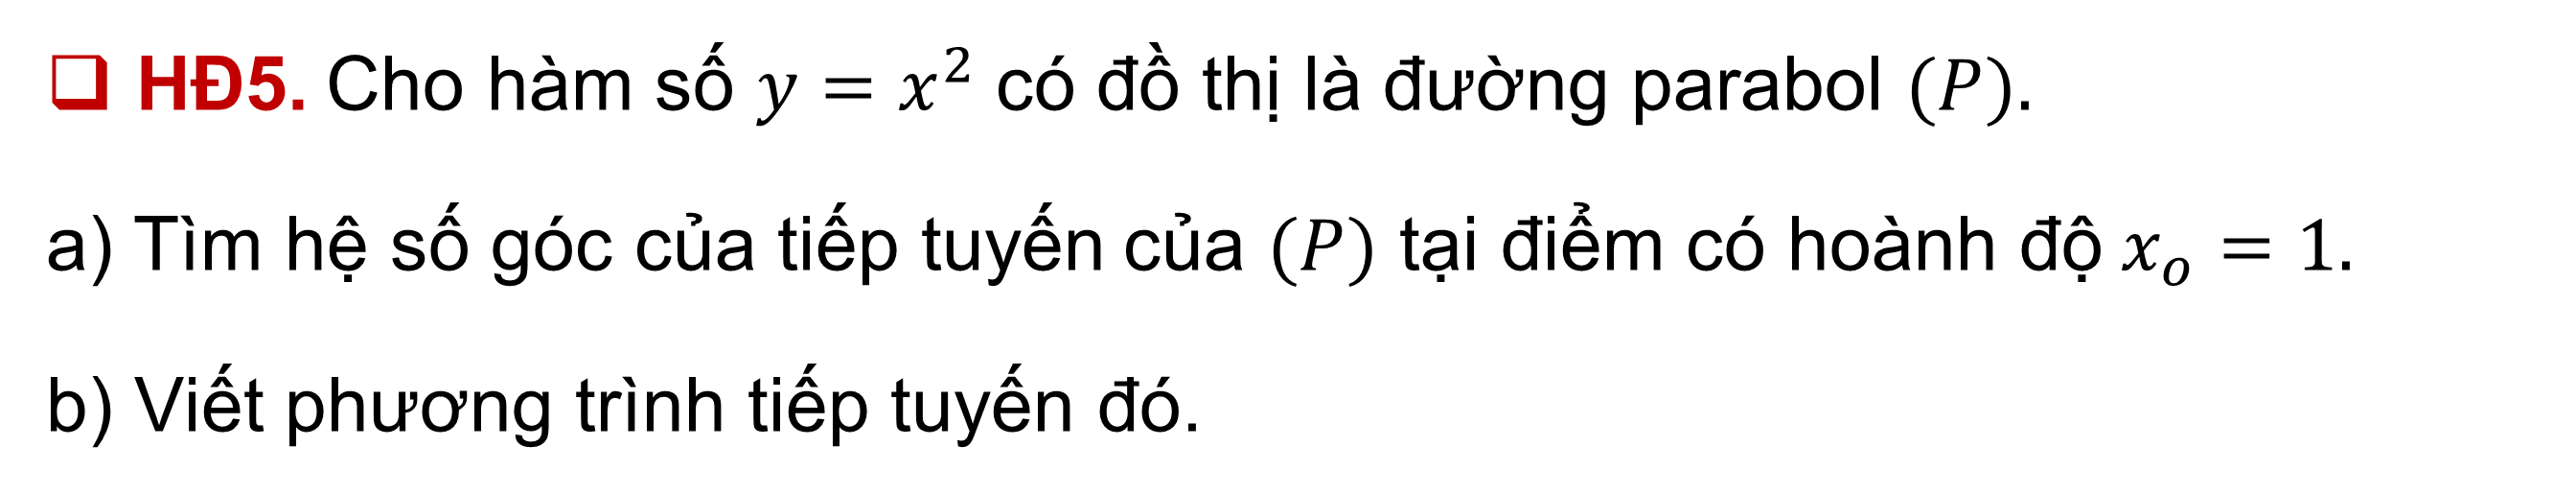 ❑ HĐ5. Cho hàm số y = x² có đồ thị là đường parabol (P).
a) Tìm hệ số góc của tiếp tuyến của (P) tại điểm có hoành độ xₒ = 1.
b) Viết phương trình tiếp tuyến đó.